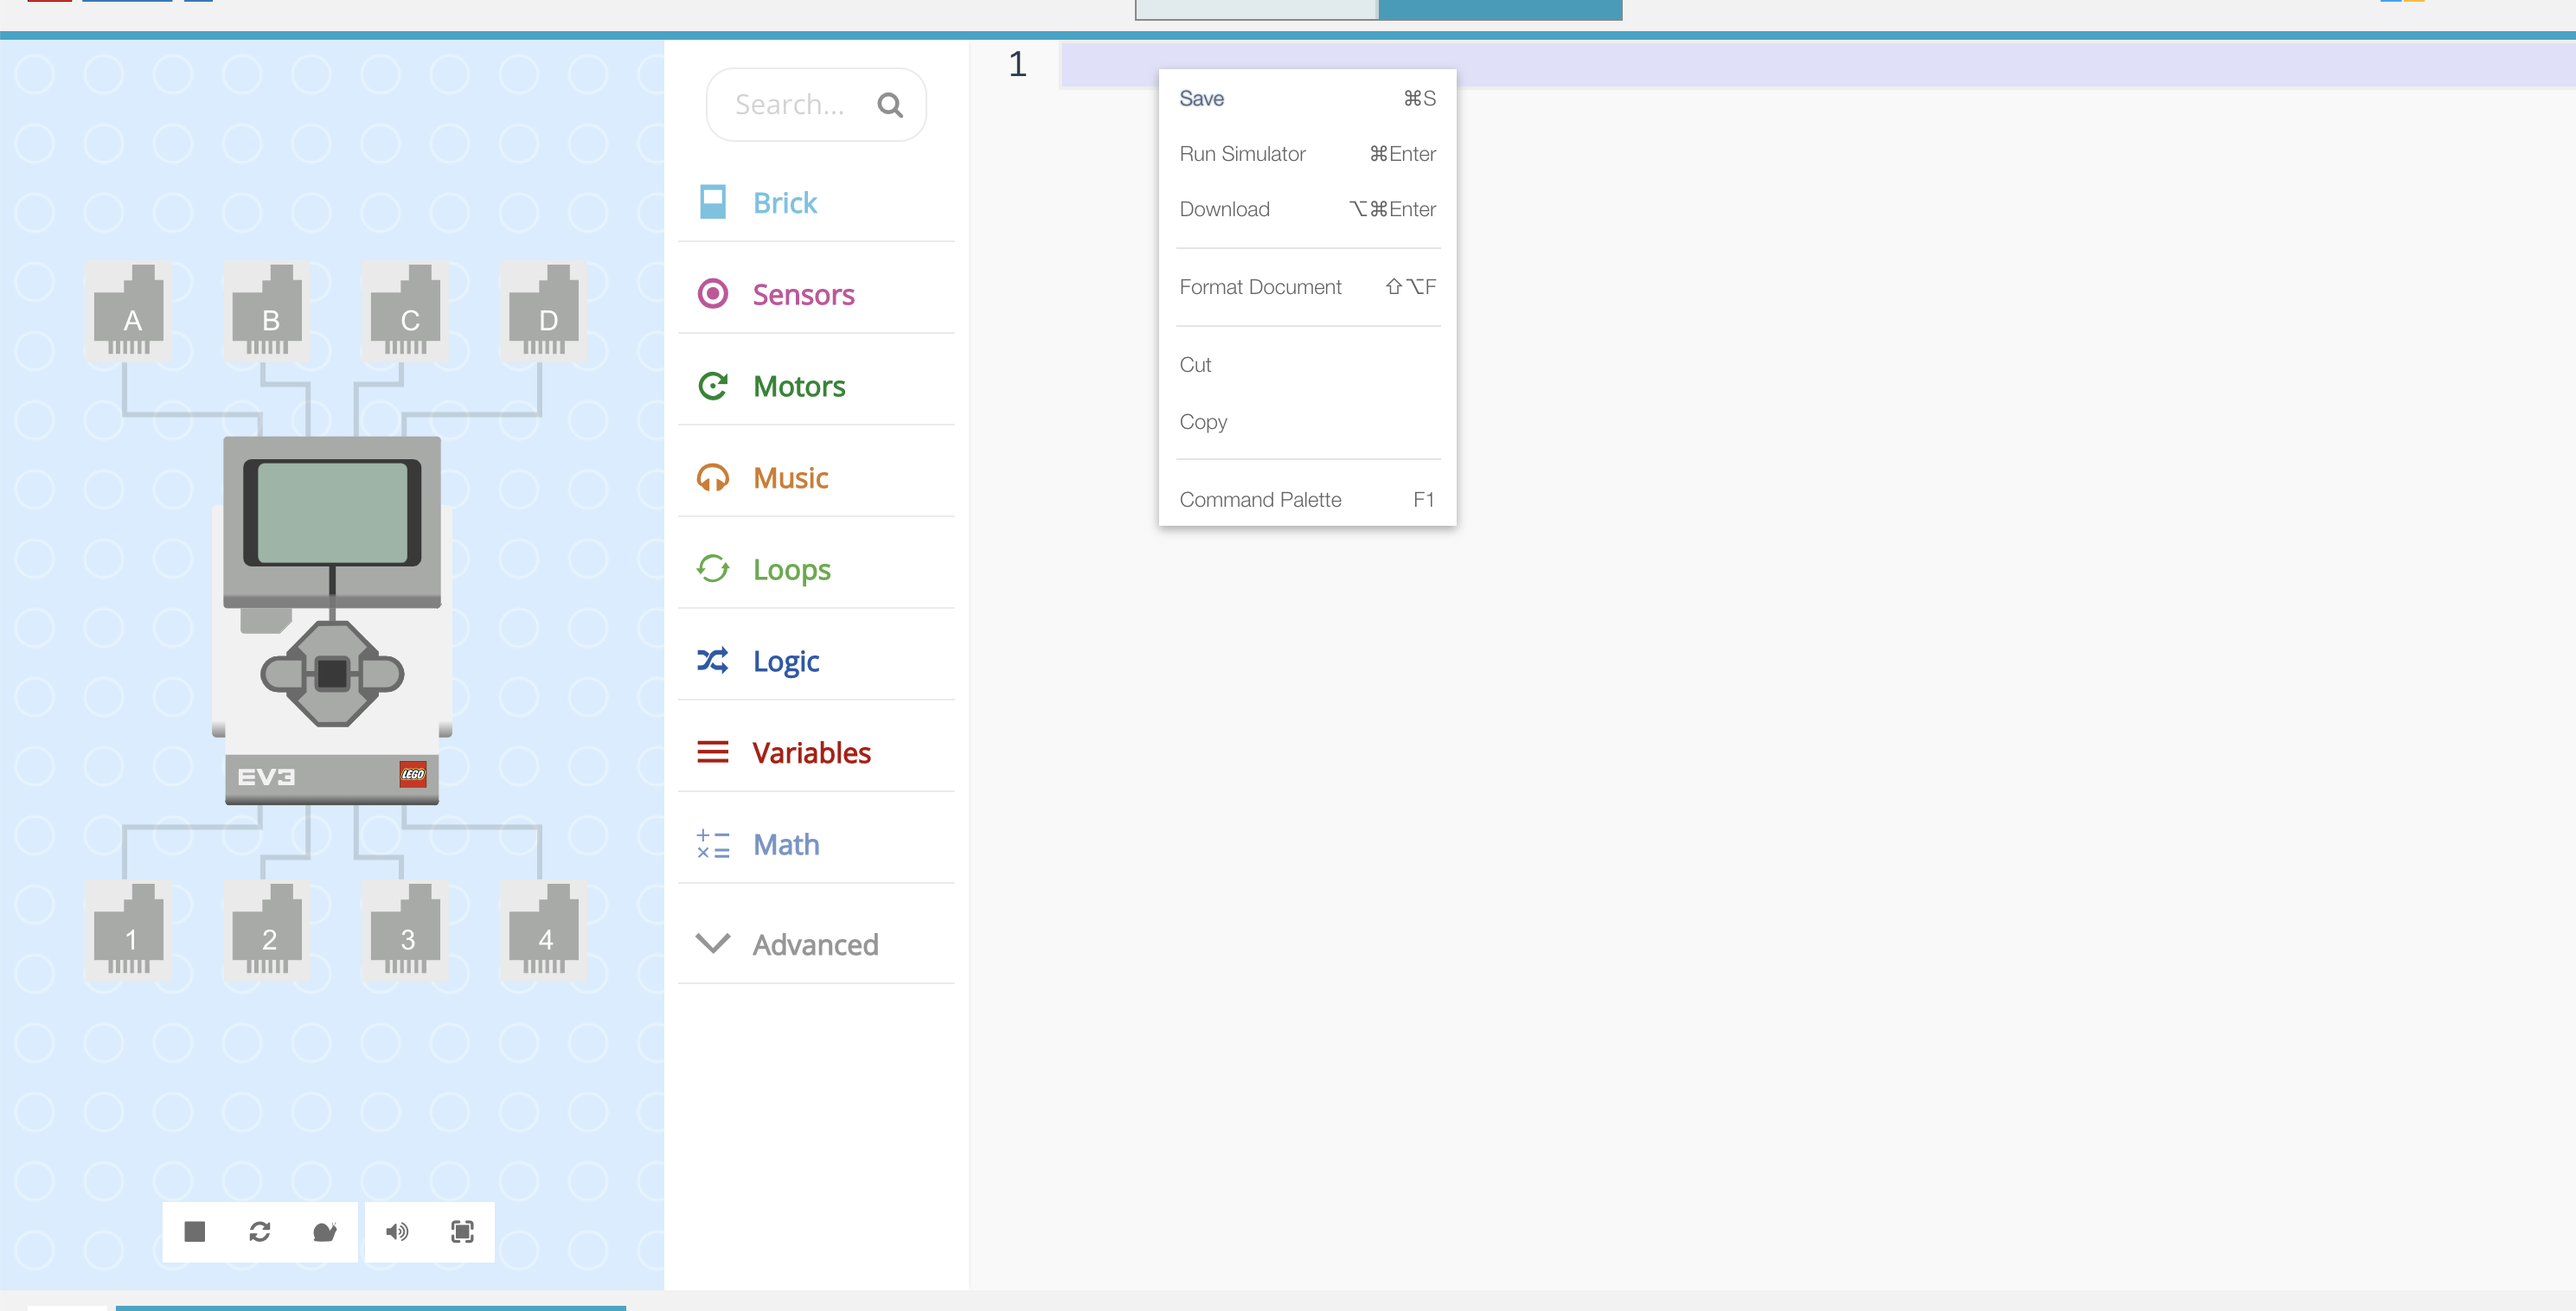 Search...
Brick
Sensors
Motors
Music
Loops
Logic
Variables
Math
Advanced
A B C D
EV3 LEGO
1 2 3 4
1
Save ⌘S
Run Simulator ⌘Enter
Download ⌥⌘Enter
Format Document ⇧⌥F
Cut
Copy
Command Palette F1